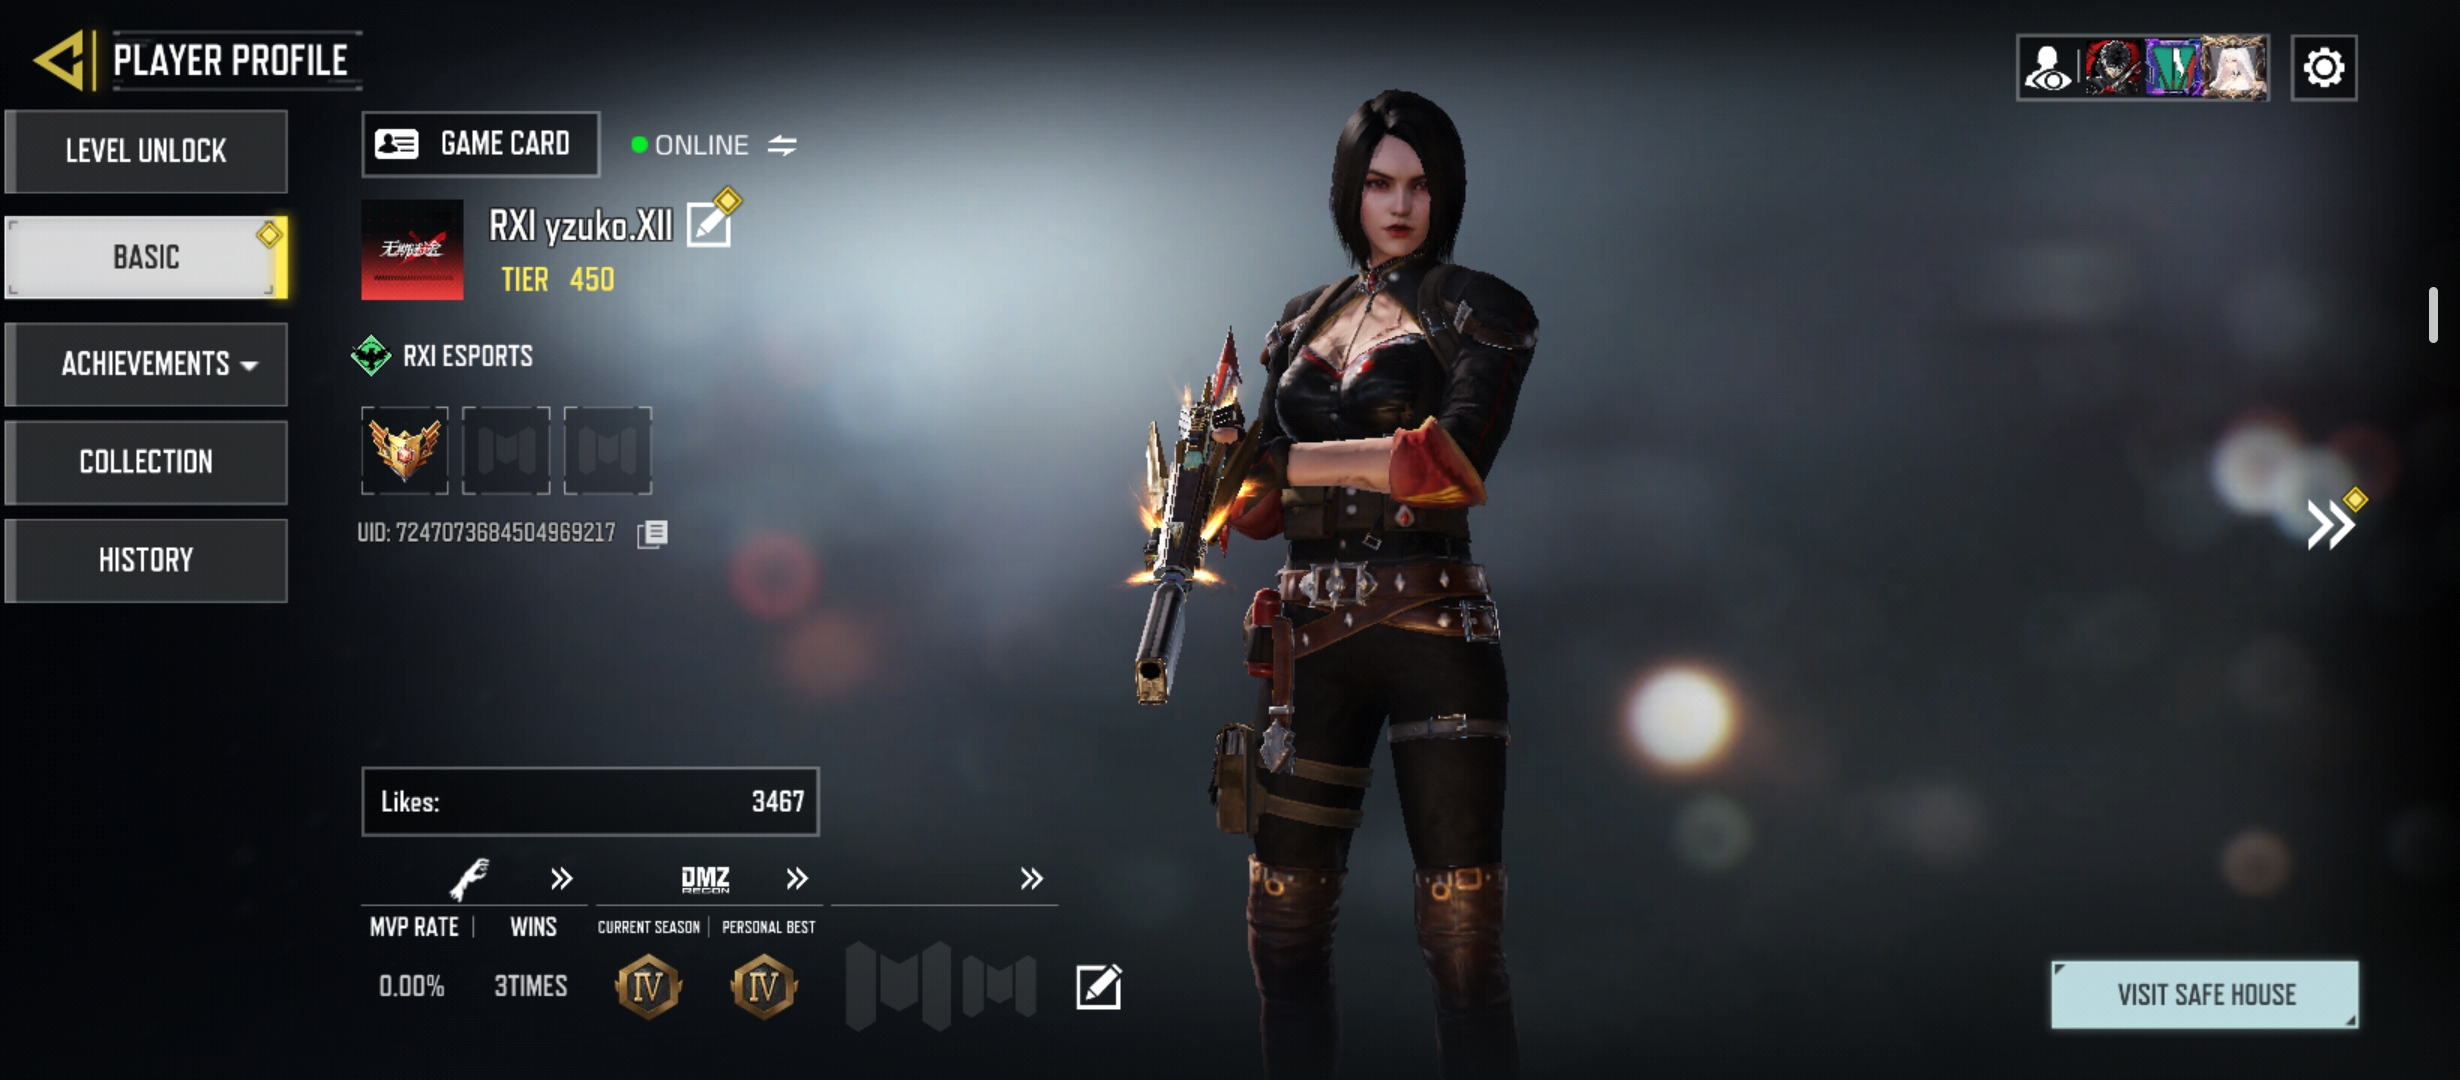 PLAYER PROFILE
LEVEL UNLOCK
BASIC
ACHIEVEMENTS
COLLECTION
HISTORY
GAME CARD
ONLINE
RXI yzuko.XII
TIER 450
RXI ESPORTS
UID: 7247073684504969217
Likes: 3467
DMZ
RECON
MVP RATE WINS
CURRENT SEASON PERSONAL BEST
0.00% 3TIMES
IV IV
VISIT SAFE HOUSE